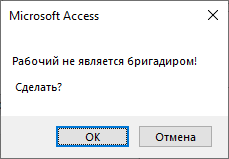 Microsoft Access
Рабочий не является бригадиром!
Сделать?
OK
Отмена